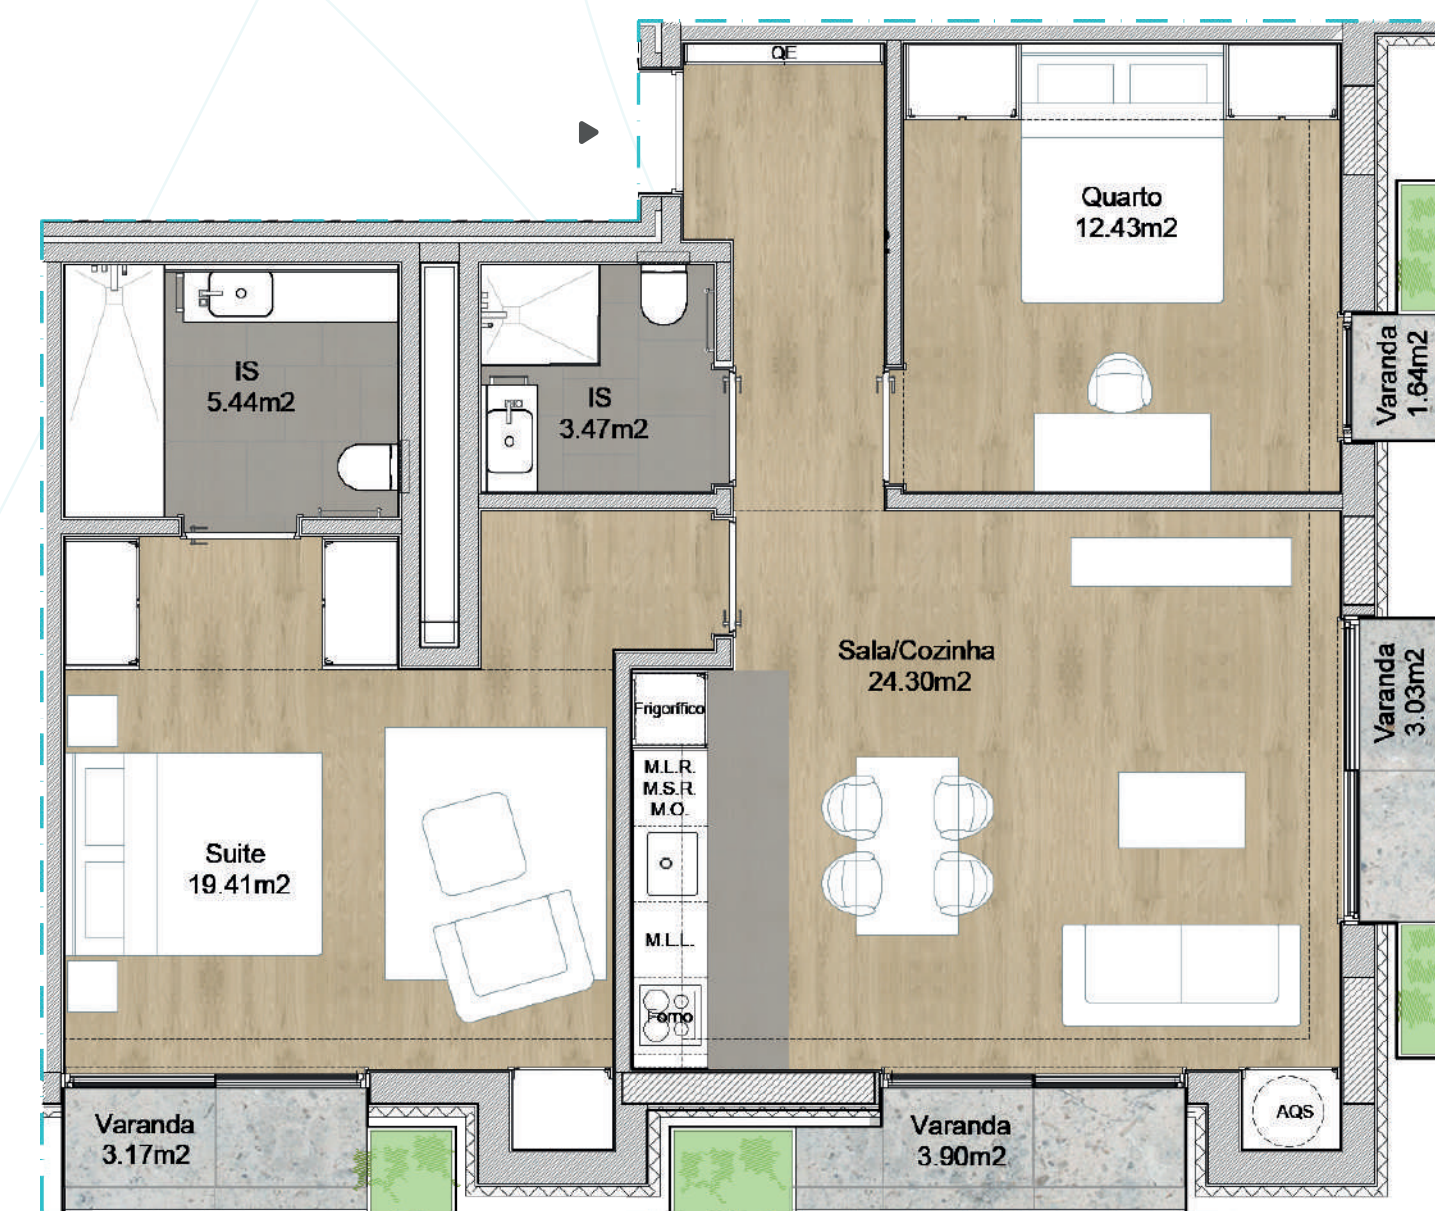 QE
Quarto
12.43m2
Varanda
1.64m2
IS
5.44m2
IS
3.47m2
Sala/Cozinha
24.30m2
Varanda
3.03m2
Frigorífico
M.L.R.
M.S.R.
M.O.
M.L.L.
Forno
Suite
19.41m2
Varanda
3.17m2
Varanda
3.90m2
AQS